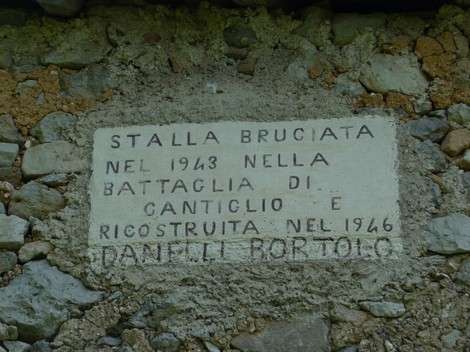 STALLA BRUCIATA
NEL 1943 NELLA
BATTAGLIA DI
CANTIGLIO E
RICOSTRUITA NEL 1946
DANELLI BORTOLO